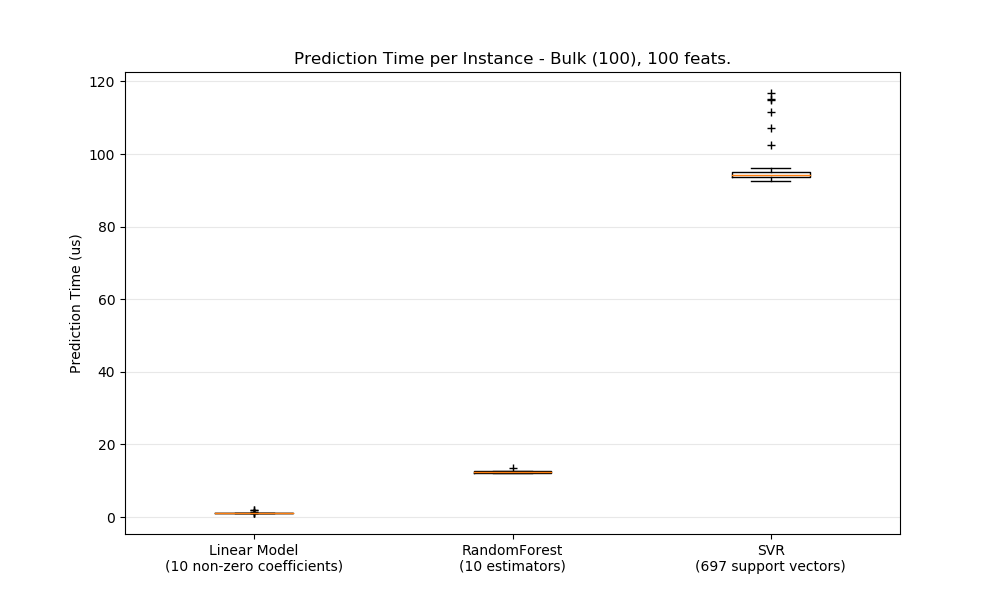 Prediction Time per Instance - Bulk (100), 100 feats.
Prediction Time (us)
120
100
80
60
40
20
0
Linear Model
(10 non-zero coefficients)
RandomForest
(10 estimators)
SVR
(697 support vectors)